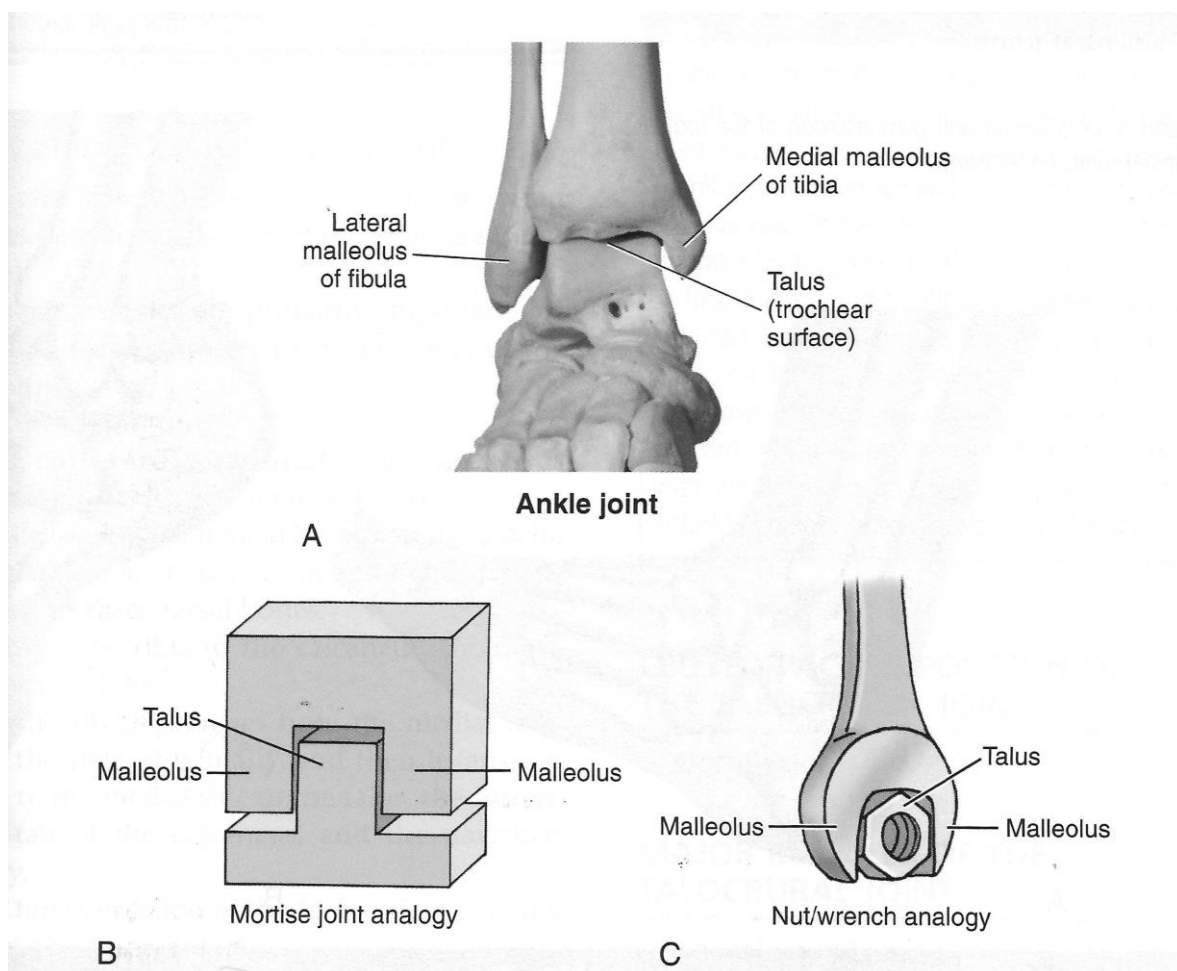 Medial malleolus
of tibia
Lateral
malleolus
of fibula
Talus
(trochlear
surface)
Ankle joint
A
Talus
Malleolus
Malleolus
Mortise joint analogy
B
Talus
Malleolus
Malleolus
Nut/wrench analogy
C